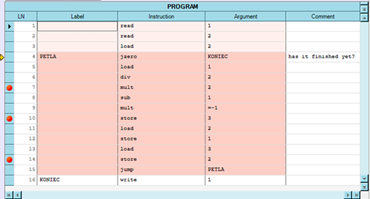 PROGRAM
LN Label Instruction Argument Comment
1 read 1
2 read 2
3 load 2
4 PETLA jzero KONIEC has it finished yet?
5 load 1
6 div 2
7 mult 2
8 sub 1
9 mult =-1
10 store 3
11 load 2
12 store 1
13 load 3
14 store 2
15 jump PETLA
16 KONIEC write 1